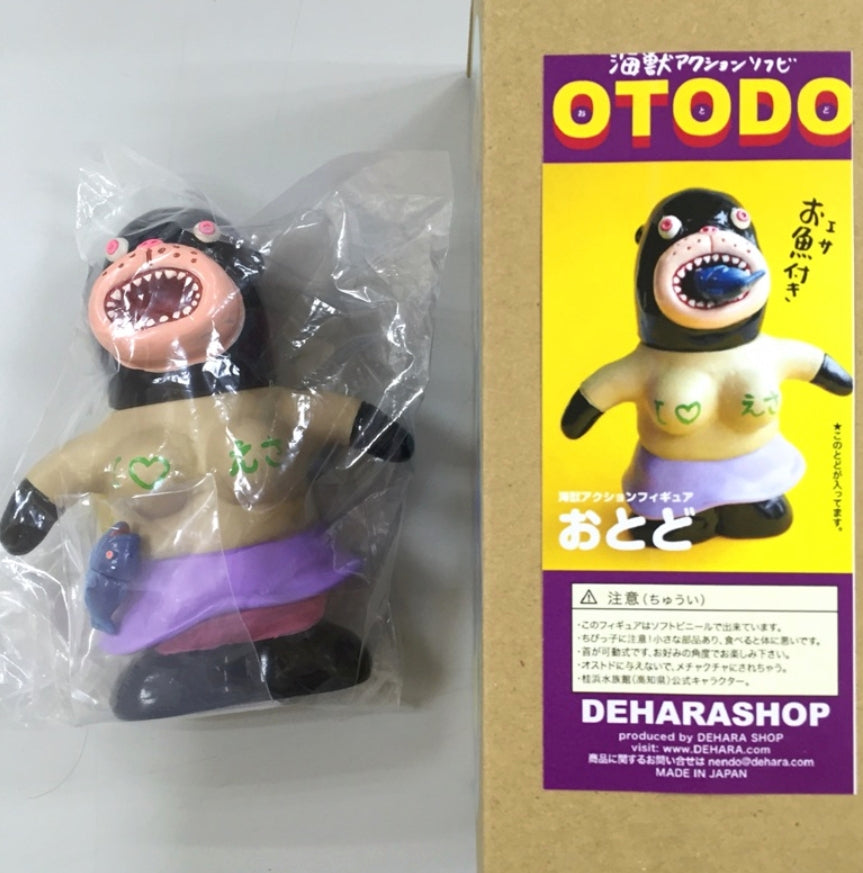 I♡ えさ
海獣アクションソフビ
OTODO
お と ど
お魚付き
エサ
I♡ えさ
★このとどが入ってます。
海獣アクションフィギュア
おとど
⚠ 注意(ちゅうい)
・このフィギュアはソフトビニールで出来ています。
・ちびっ子に注意!小さな部品あり、食べると体に悪いです。
・首が可動式です、お好みの角度でお楽しみ下さい。
・オストドに与えないで、メチャクチャにされちゃう。
・桂浜水族館(高知県)公式キャラクター。
DEHARASHOP
produced by DEHARA SHOP
visit: www.DEHARA.com
商品に関するお問い合せは nendo@dehara.com
MADE IN JAPAN